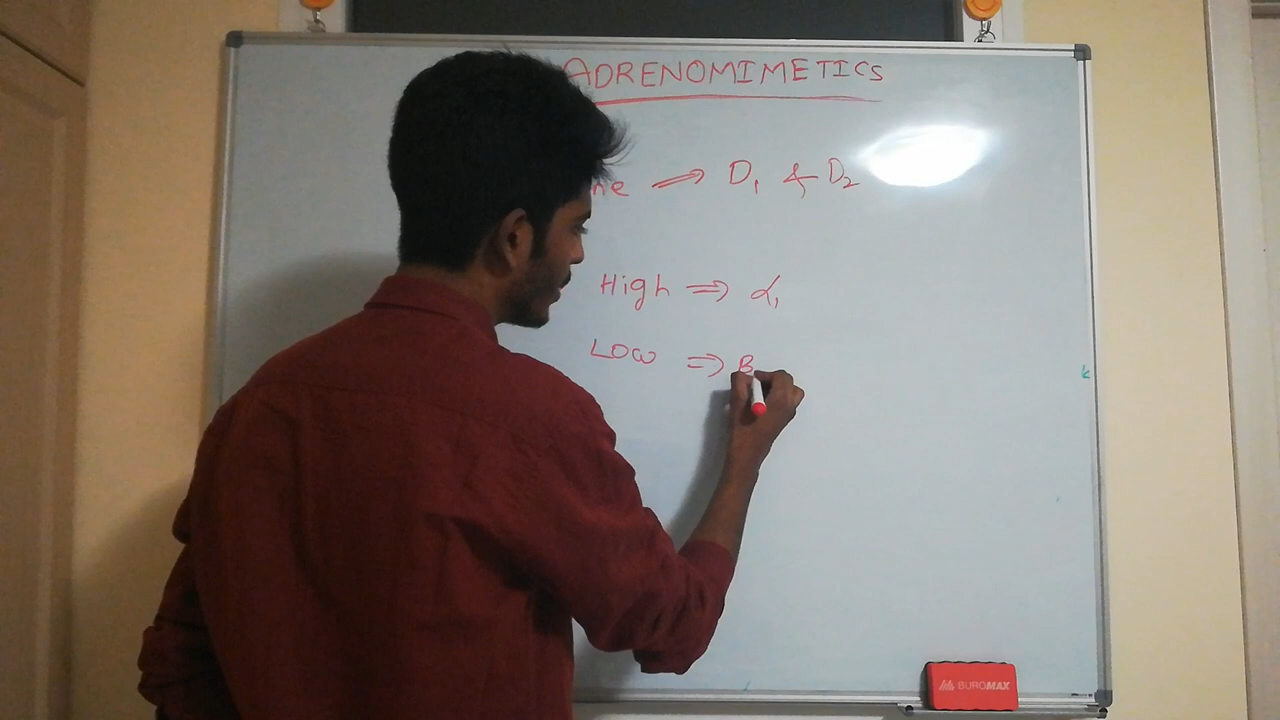 ADRENOMIMETICS
ne ⇒ D₁ & D₂
High ⇒ α₁
Low ⇒ B
BUROMAX